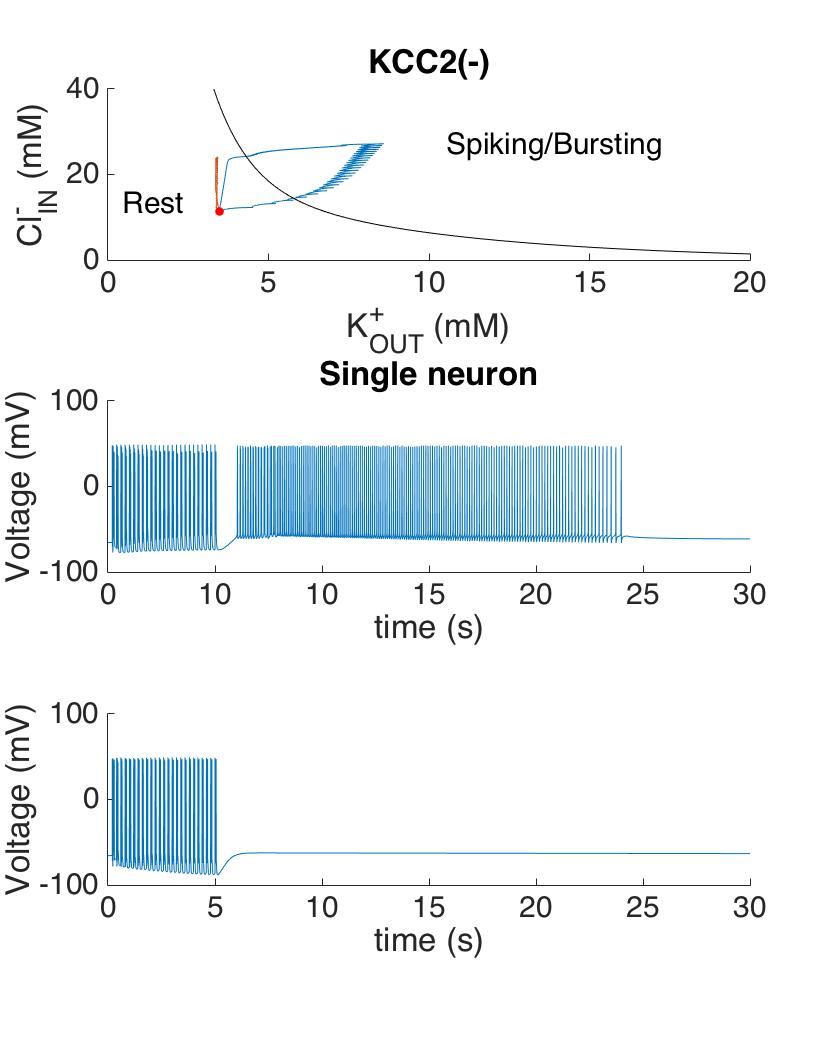 KCC2(-)
40
20
0
Cl⁻IN (mM)
Rest
Spiking/Bursting
0 5 10 15 20
K⁺OUT (mM)
Single neuron
100
0
-100
Voltage (mV)
0 10 10 15 20 25 30
time (s)
100
0
-100
Voltage (mV)
0 5 10 15 20 25 30
time (s)